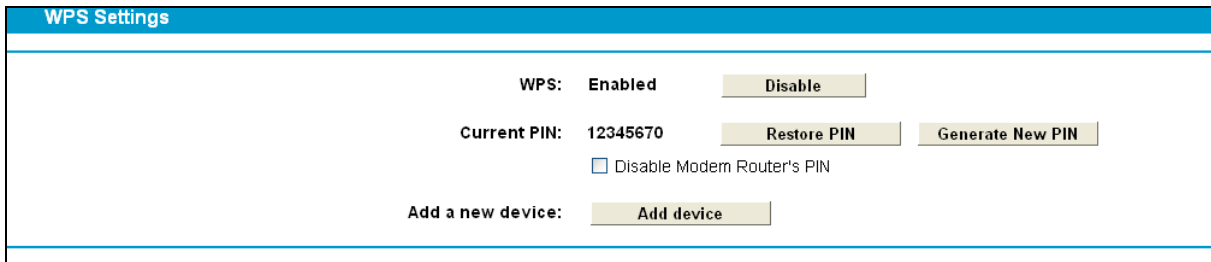 WPS Settings
WPS: Enabled Disable
Current PIN: 12345670 Restore PIN Generate New PIN
Disable Modem Router's PIN
Add a new device: Add device